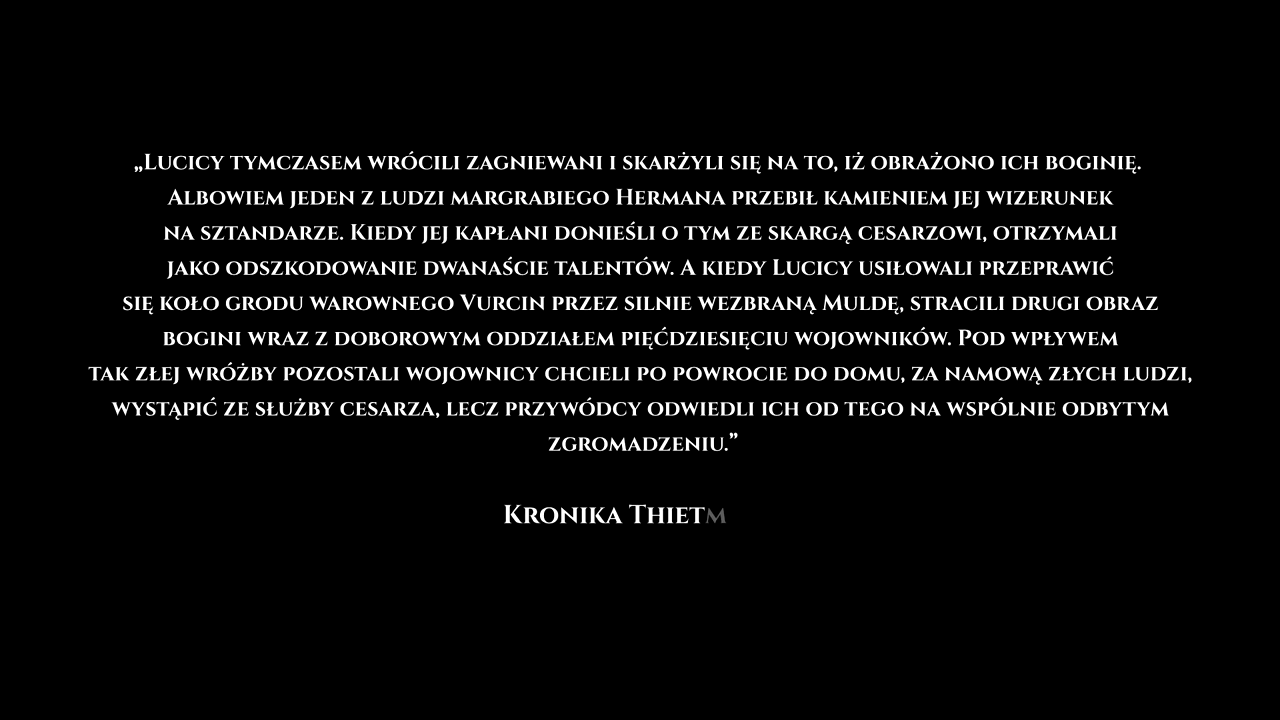 „Lucicy tymczasem wrócili zagniewani i skarżyli się na to, iż obrażono ich boginię.
Albowiem jeden z ludzi margrabiego Hermana przebił kamieniem jej wizerunek
na sztandarze. Kiedy jej kapłani donieśli o tym ze skargą cesarzowi, otrzymali
jako odszkodowanie dwanaście talentów. A kiedy Lucicy usiłowali przeprawić
się koło grodu warownego Vurcin przez silnie wezbraną Muldę, stracili drugi obraz
bogini wraz z doborowym oddziałem pięćdziesięciu wojowników. Pod wpływem
tak złej wróżby pozostali wojownicy chcieli po powrocie do domu, za namową złych ludzi,
wystąpić ze służby cesarza, lecz przywódcy odwiedli ich od tego na wspólnie odbytym
zgromadzeniu.”
Kronika Thietm